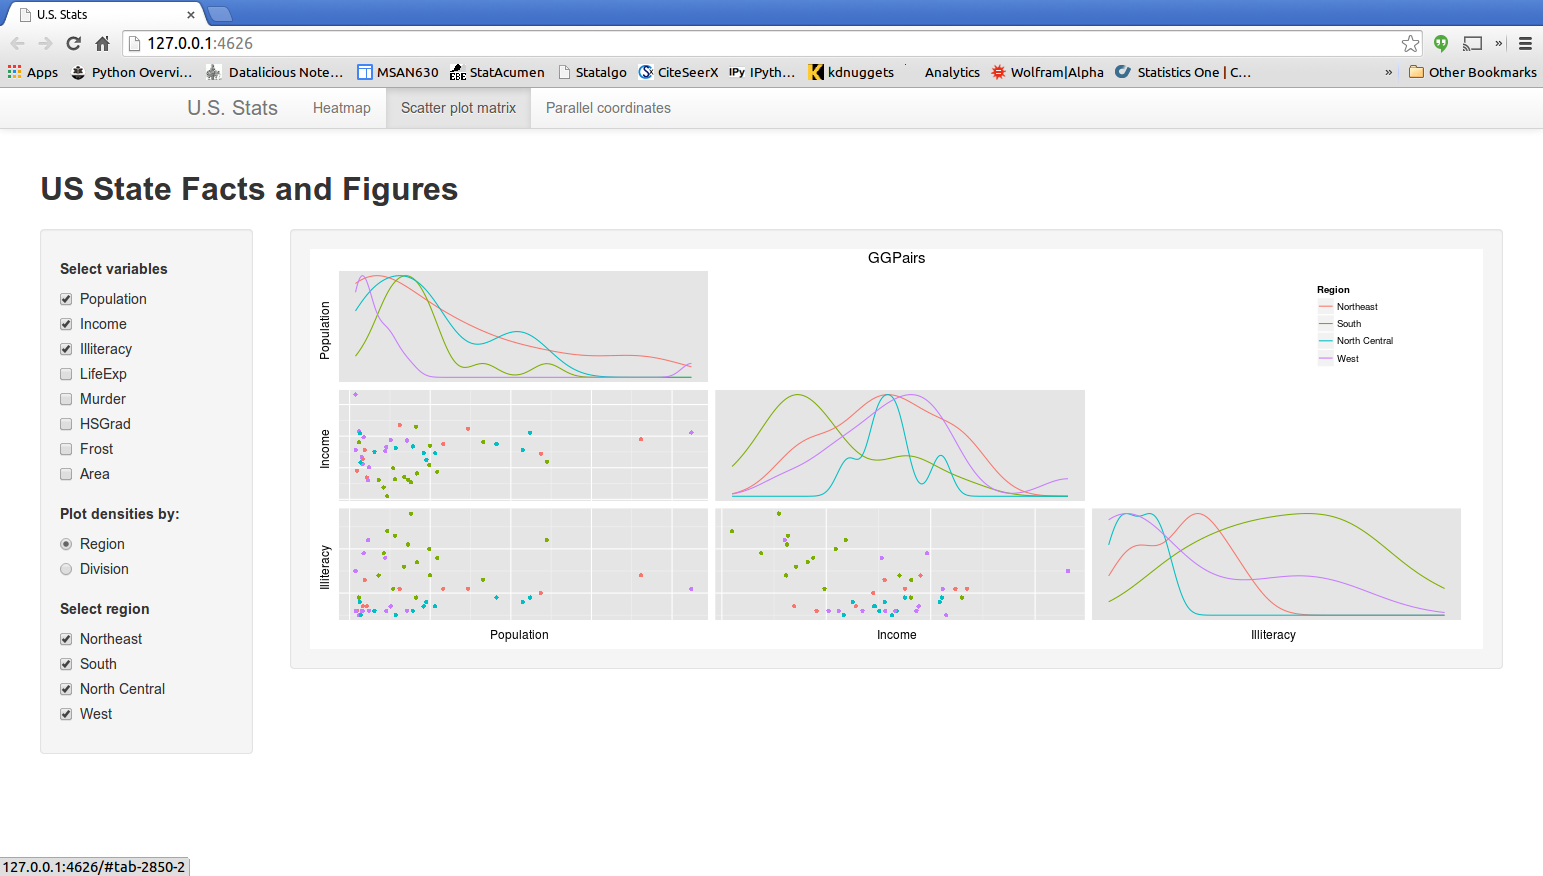 U.S. Stats
127.0.0.1:4626
Apps Python Overvi... Datalicious Note... MSAN630 StatAcumen Statalgo CiteSeerX IPy IPyth... kdnuggets Analytics Wolfram|Alpha Statistics One | C... » Other Bookmarks
U.S. Stats Heatmap Scatter plot matrix Parallel coordinates
US State Facts and Figures
Select variables
Population
Income
Illiteracy
LifeExp
Murder
HSGrad
Frost
Area
Plot densities by:
Region
Division
Select region
Northeast
South
North Central
West
GGPairs
Population
Income
Illiteracy
Region
Northeast
South
North Central
West
Population Income Illiteracy
127.0.0.1:4626/#tab-2850-2